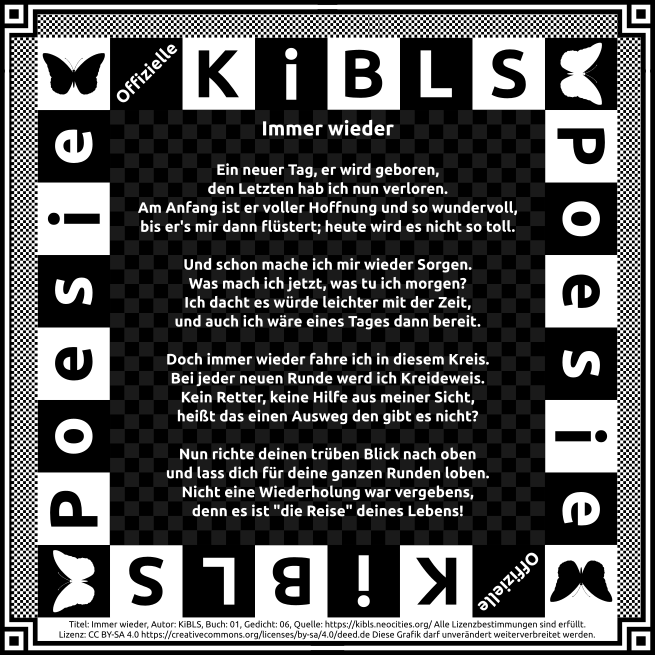 Offizielle
KiBLS
Poesie
Poesie
Immer wieder
Ein neuer Tag, er wird geboren,
den Letzten hab ich nun verloren.
Am Anfang ist er voller Hoffnung und so wundervoll,
bis er's mir dann flüstert; heute wird es nicht so toll.
Und schon mache ich mir wieder Sorgen.
Was mach ich jetzt, was tu ich morgen?
Ich dacht es würde leichter mit der Zeit,
und auch ich wäre eines Tages dann bereit.
Doch immer wieder fahre ich in diesem Kreis.
Bei jeder neuen Runde werd ich Kreideweis.
Kein Retter, keine Hilfe aus meiner Sicht,
heißt das einen Ausweg den gibt es nicht?
Nun richte deinen trüben Blick nach oben
und lass dich für deine ganzen Runden loben.
Nicht eine Wiederholung war vergebens,
denn es ist "die Reise" deines Lebens!
Offizielle
KiBLS
Titel: Immer wieder, Autor: KiBLS, Buch: 01, Gedicht: 06, Quelle: https://kibls.neocities.org/ Alle Lizenzbestimmungen sind erfüllt.
Lizenz: CC BY-SA 4.0 https://creativecommons.org/licenses/by-sa/4.0/deed.de Diese Grafik darf unverändert weiterverbreitet werden.